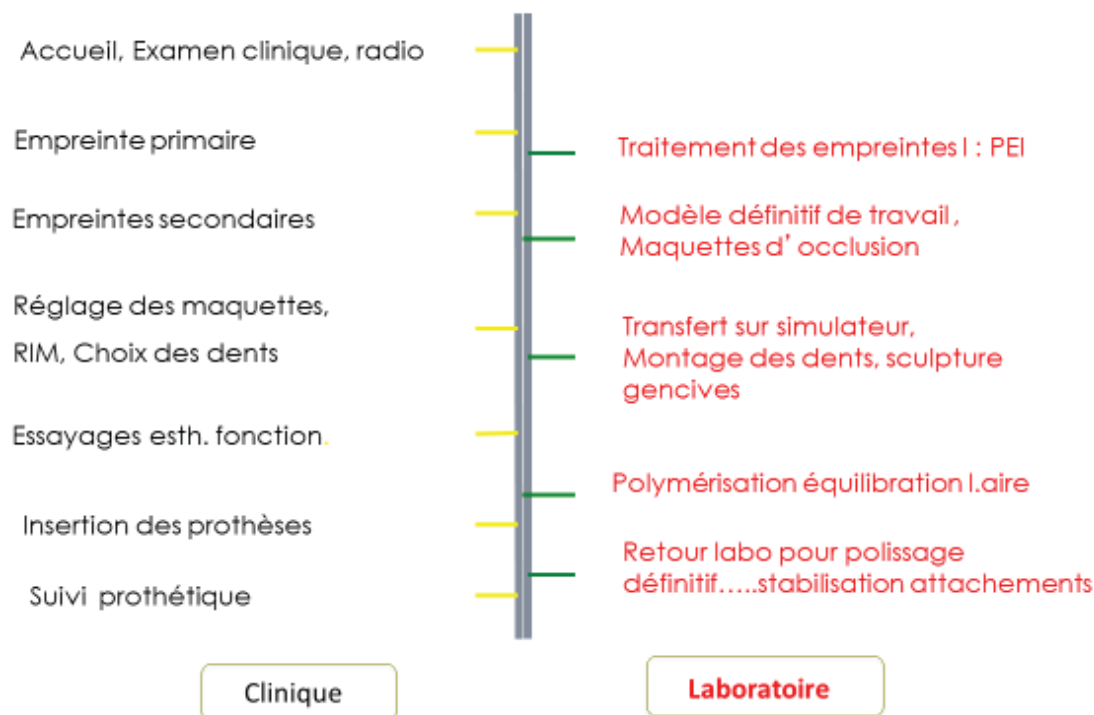 Accueil, Examen clinique, radio
Empreinte primaire
Traitement des empreintes I : PEI
Empreintes secondaires
Modèle définitif de travail,
Maquettes d' occlusion
Réglage des maquettes,
RIM, Choix des dents
Transfert sur simulateur,
Montage des dents, sculpture
gencives
Essayages esth. fonction.
Polymérisation équilibration I.aire
Insertion des prothèses
Retour labo pour polissage
définitif.....stabilisation attachements
Suivi prothétique
Clinique
Laboratoire